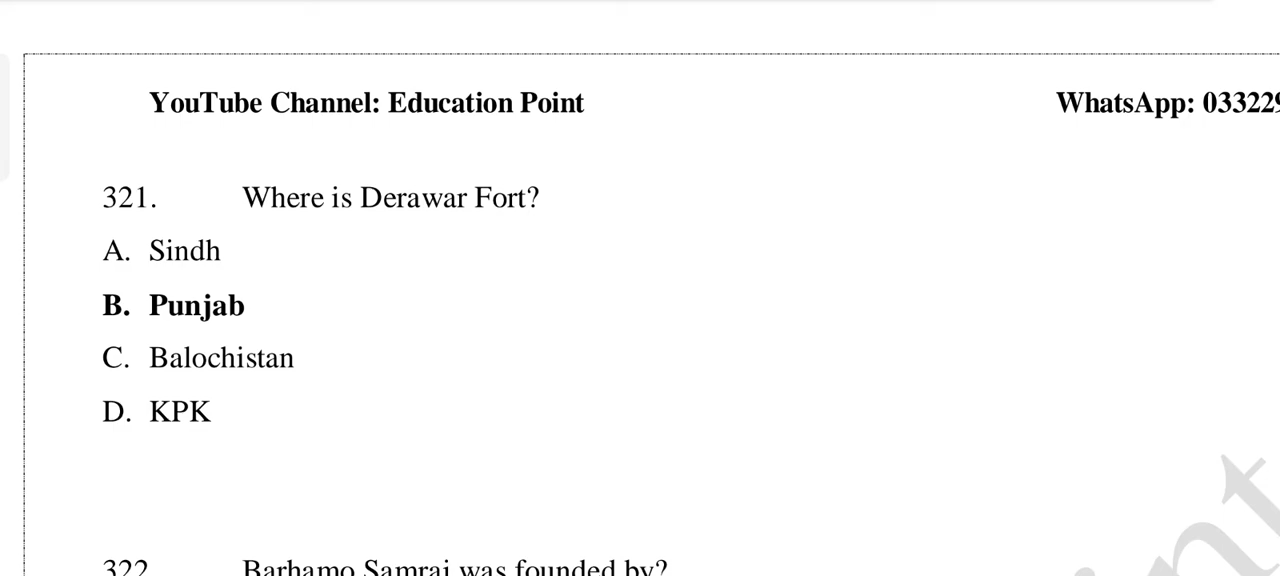 YouTube Channel: Education Point WhatsApp: 03322
321. Where is Derawar Fort?
A. Sindh
B. Punjab
C. Balochistan
D. KPK
322 Barhamo Samraj was founded by?